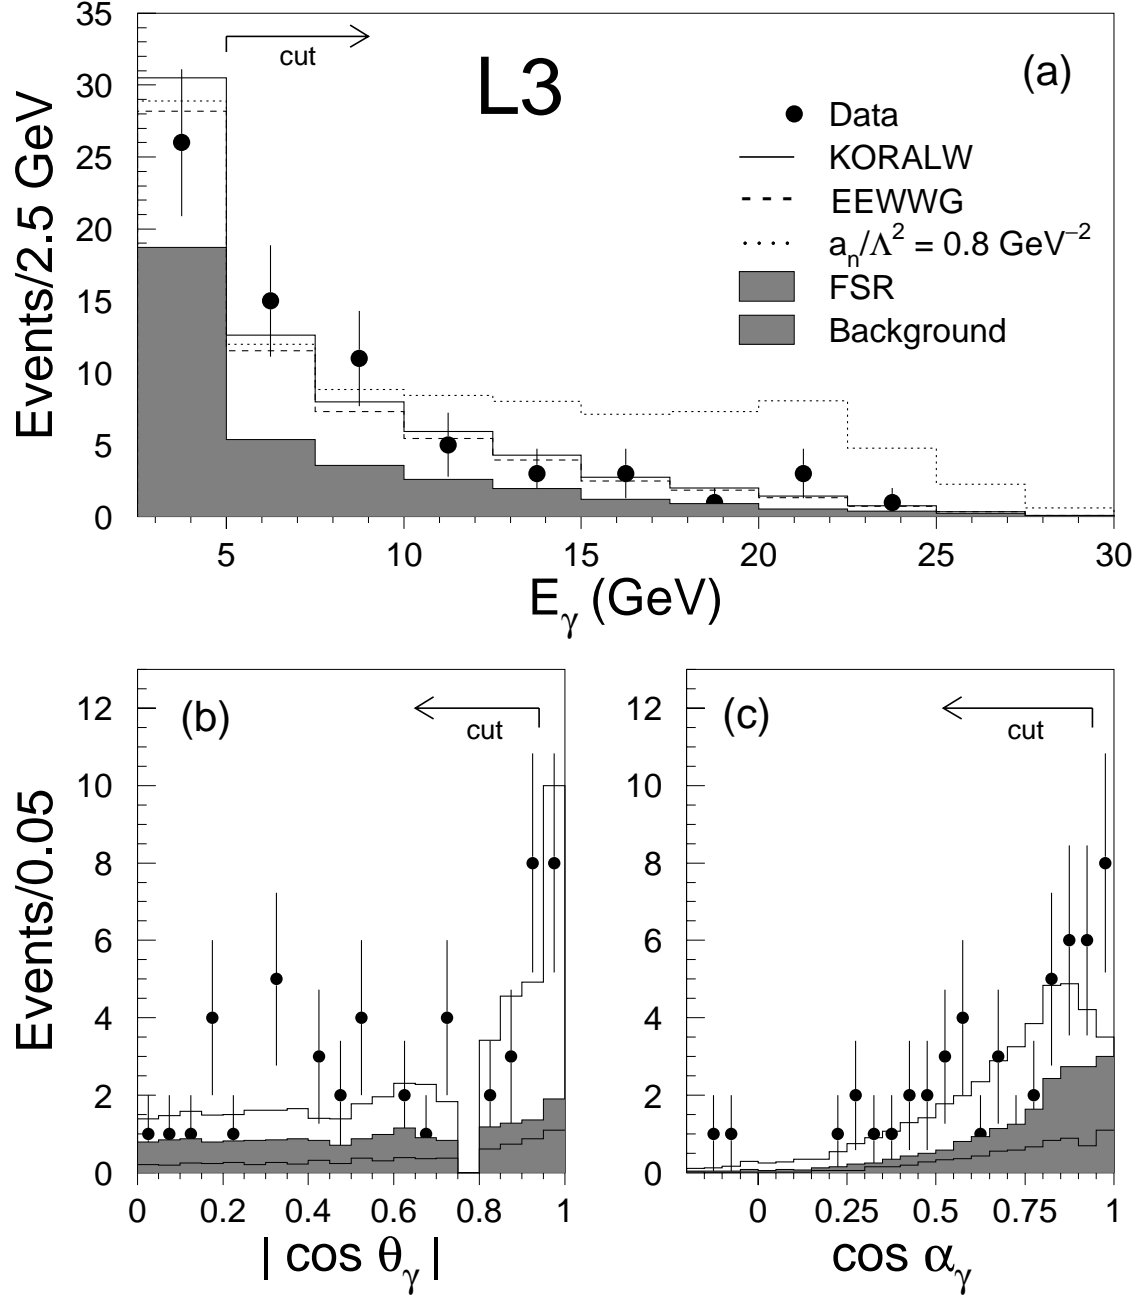 35
30
25
20
15
10
5
0
Events/2.5 GeV
cut
L3
(a)
Data
KORALW
EEWWG
aₙ/Λ² = 0.8 GeV⁻²
FSR
Background
5 10 15 20 25 30
E_γ (GeV)
12
10
8
6
4
2
0
Events/0.05
(b)
cut
0 0.2 0.4 0.6 0.8 1
| cos θ_γ |
12
10
8
6
4
2
0
(c)
cut
0 0.25 0.5 0.75 1
cos α_γ